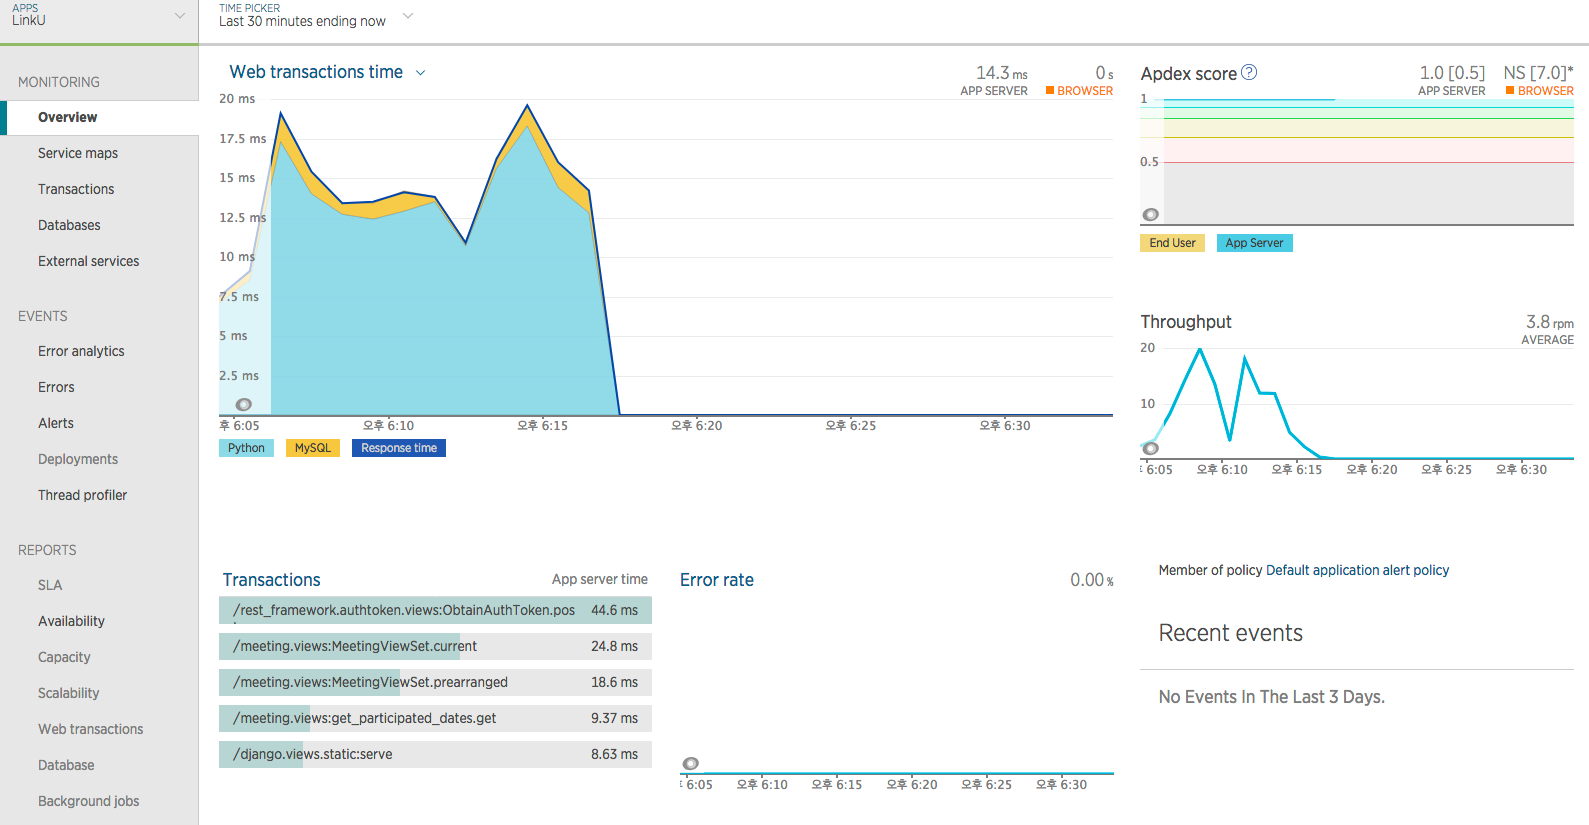 APPS
LinkU
TIME PICKER
Last 30 minutes ending now
MONITORING
Overview
Service maps
Transactions
Databases
External services
EVENTS
Error analytics
Errors
Alerts
Deployments
Thread profiler
REPORTS
SLA
Availability
Capacity
Scalability
Web transactions
Database
Background jobs
Web transactions time
14.3 ms
APP SERVER
0 s
BROWSER
20 ms
17.5 ms
15 ms
12.5 ms
10 ms
7.5 ms
5 ms
2.5 ms
후 6:05 오후 6:10 오후 6:15 오후 6:20 오후 6:25 오후 6:30
Python MySQL Response time
Apdex score ?
1.0 [0.5]
APP SERVER
NS [7.0]*
BROWSER
1
0.5
End User App Server
Throughput
3.8 rpm
AVERAGE
20
10
6:05 오후 6:10 오후 6:15 오후 6:20 오후 6:25 오후 6:30
Transactions App server time
/rest_framework.authtoken.views:ObtainAuthToken.pos 44.6 ms
/meeting.views:MeetingViewSet.current 24.8 ms
/meeting.views:MeetingViewSet.prearranged 18.6 ms
/meeting.views:get_participated_dates.get 9.37 ms
/django.views.static:serve 8.63 ms
Error rate 0.00 %
6:05 오후 6:10 오후 6:15 오후 6:20 오후 6:25 오후 6:30
Member of policy Default application alert policy
Recent events
No Events In The Last 3 Days.